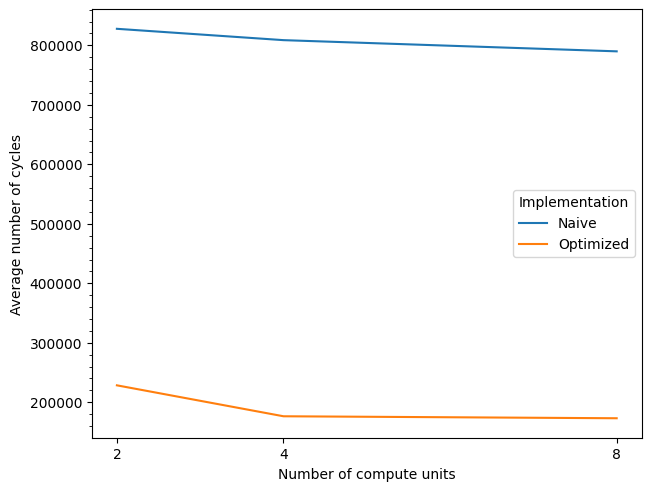 800000
700000
600000
500000
400000
300000
200000
Average number of cycles
Implementation
Naive
Optimized
2
4
8
Number of compute units